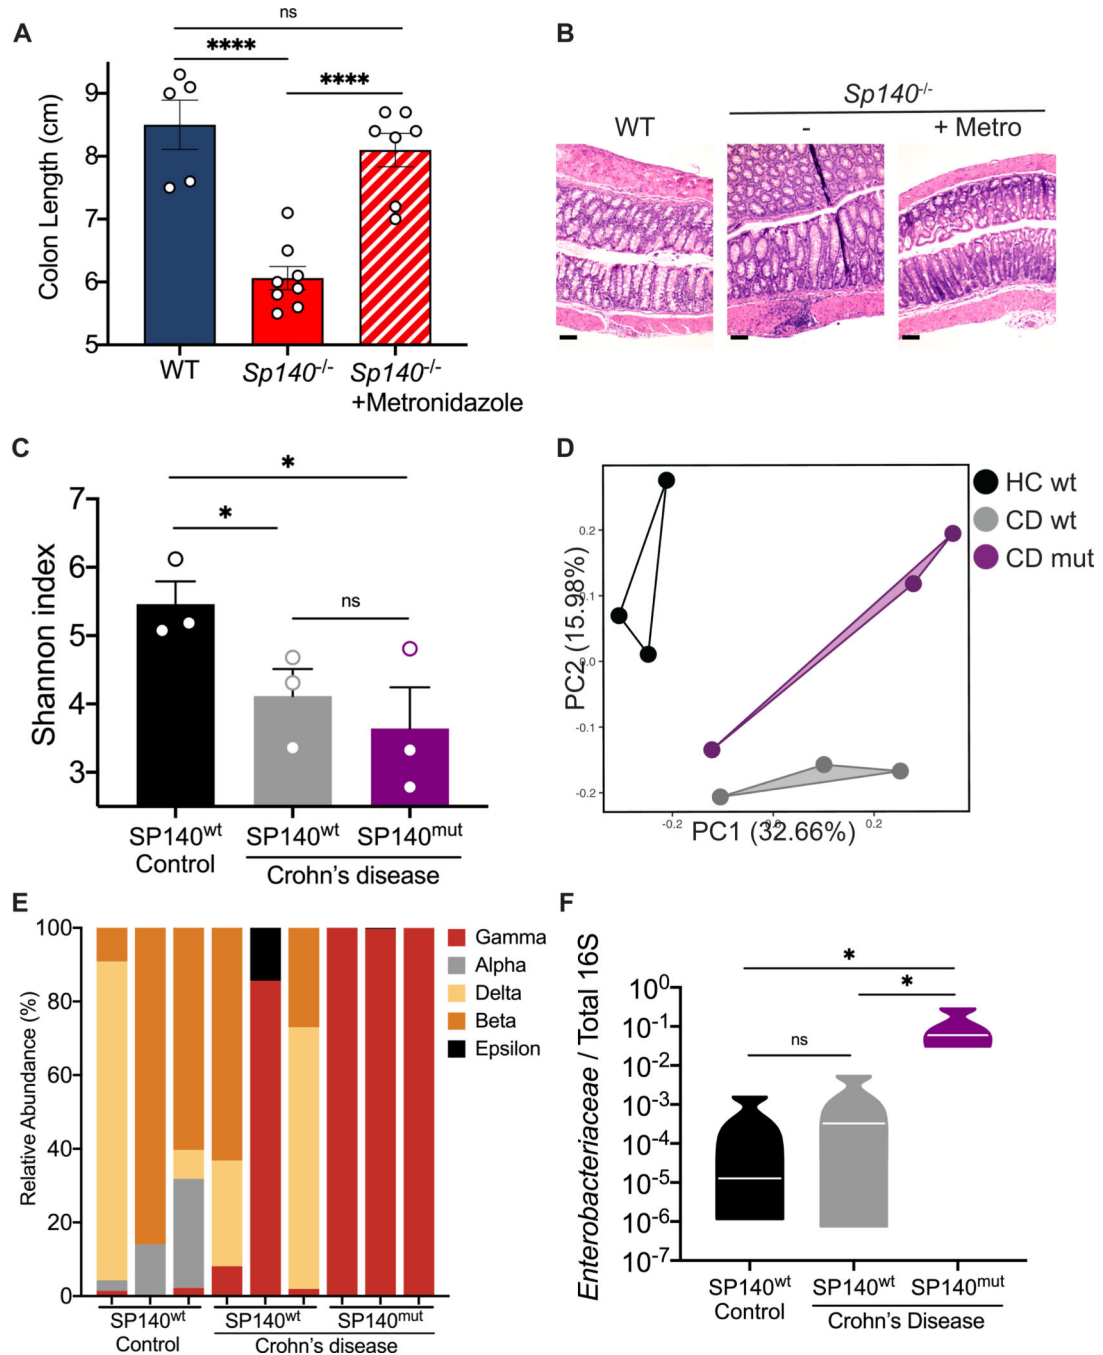 A
ns
****
****
Colon Length (cm)
9
8
7
6
5
WT
Sp140-/-
Sp140-/-
+Metronidazole
B
Sp140-/-
WT
-
+ Metro
C
*
*
ns
Shannon index
7
6
5
4
3
SP140wt
Control
SP140wt
SP140mut
Crohn's disease
D
HC wt
CD wt
CD mut
PC2 (15.98%)
0.2
0.1
0.0
-0.1
-0.2
-0.2
0.0
0.2
PC1 (32.66%)
E
Relative Abundance (%)
100
80
60
40
20
0
Gamma
Alpha
Delta
Beta
Epsilon
SP140wt
Control
SP140wt
SP140mut
Crohn's disease
F
*
*
ns
Enterobacteriaceae / Total 16S
10^0
10^-1
10^-2
10^-3
10^-4
10^-5
10^-6
10^-7
SP140wt
Control
SP140wt
SP140mut
Crohn's Disease